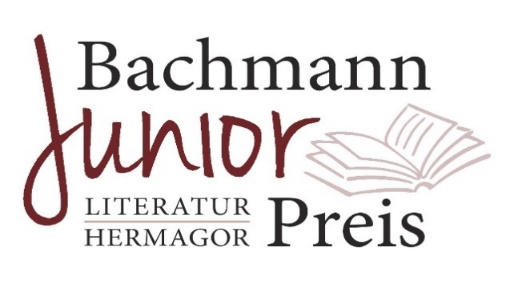 Bachmann
Junior
LITERATUR
HERMAGOR
Preis